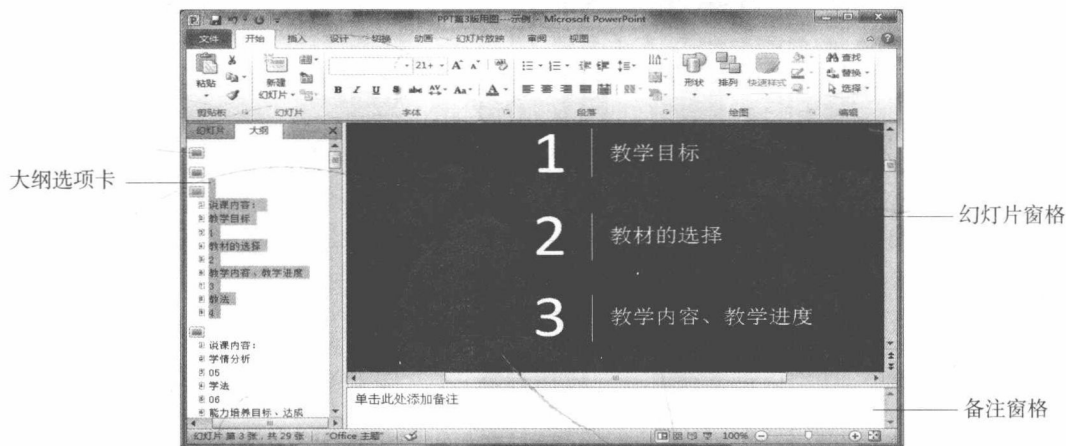 PPT篇3版用图---示例 - Microsoft PowerPoint
文件 开始 插入 设计 切换 动画 幻灯片放映 审阅 视图
粘贴
新建
幻灯片
21+
B I U S abc AV Aa A
形状 排列 快速样式
查找
替换
选择
剪贴板 幻灯片 字体 段落 绘图 编辑
幻灯片 大纲
大纲选项卡
说课内容:
教学目标
1
教材的选择
2
教学内容、教学进度
3
教法
4
说课内容:
学情分析
05
学法
06
能力培养目标、达成
1 教学目标
2 教材的选择
3 教学内容、教学进度
幻灯片窗格
单击此处添加备注
备注窗格
幻灯片 第 3 张,共 29 张 "Office 主题" 100%